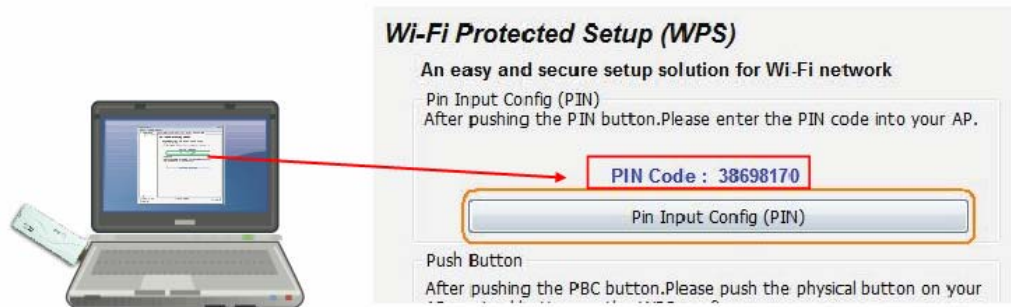 Wi-Fi Protected Setup (WPS)
An easy and secure setup solution for Wi-Fi network
Pin Input Config (PIN)
After pushing the PIN button.Please enter the PIN code into your AP.
PIN Code : 38698170
Pin Input Config (PIN)
Push Button
After pushing the PBC button.Please push the physical button on your